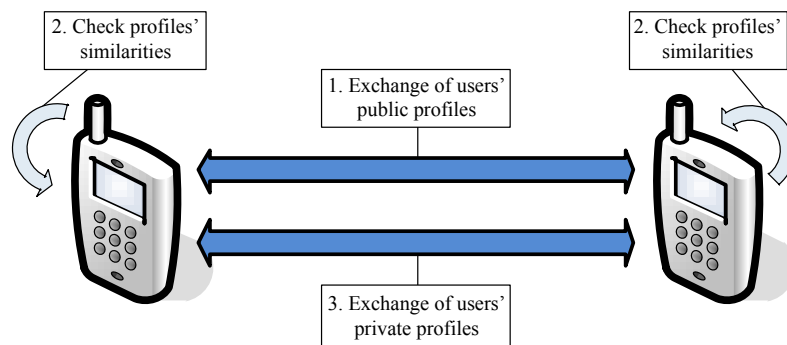 2. Check profiles’
similarities
2. Check profiles’
similarities
1. Exchange of users’
public profiles
3. Exchange of users’
private profiles